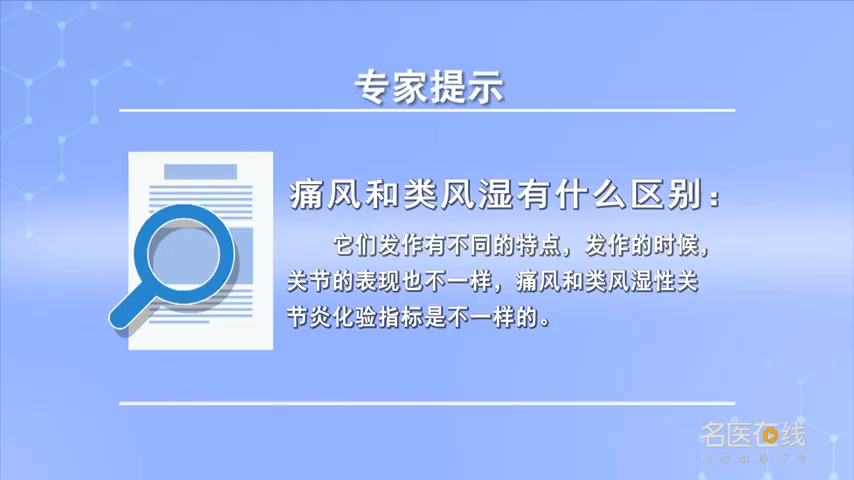 专家提示
痛风和类风湿有什么区别：
它们发作有不同的特点，发作的时候，
关节的表现也不一样，痛风和类风湿性关
节炎化验指标是不一样的。
名医在线